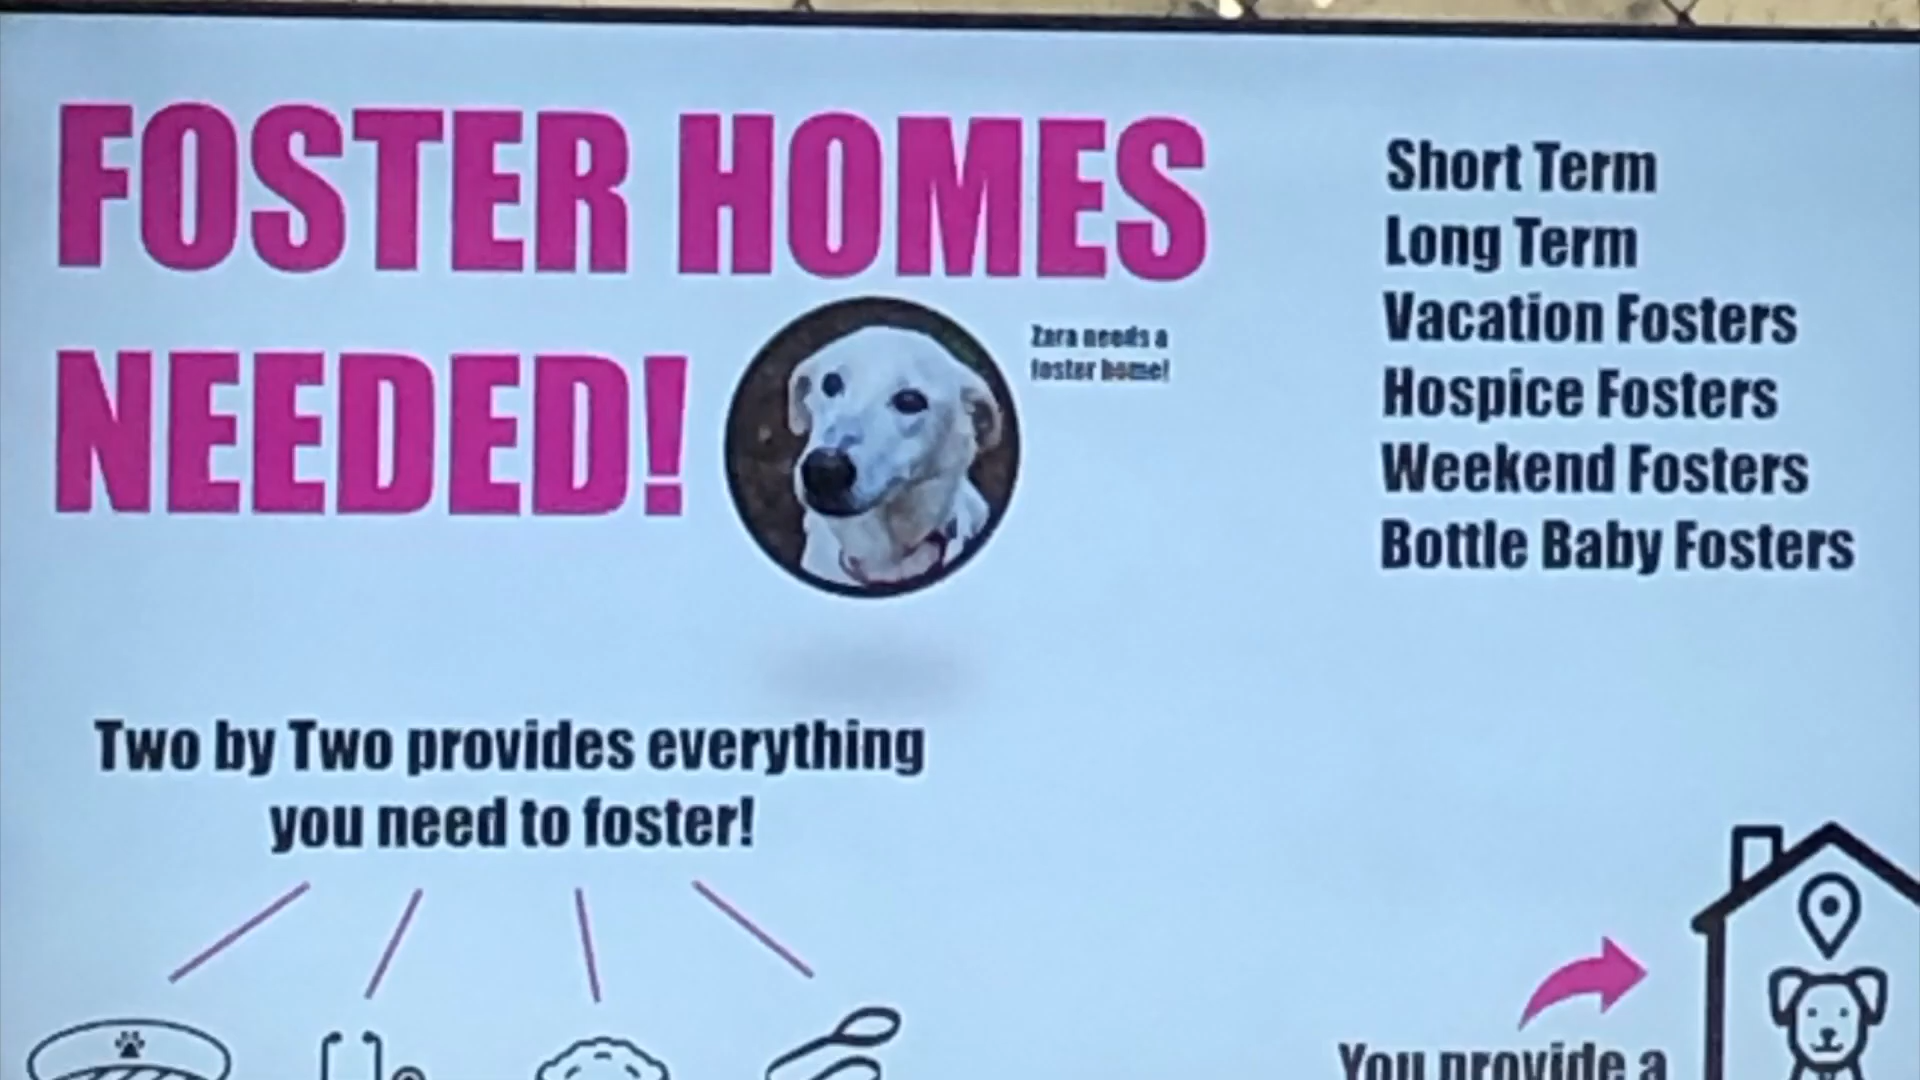 FOSTER HOMES
NEEDED!
Zara needs a
foster home!
Short Term
Long Term
Vacation Fosters
Hospice Fosters
Weekend Fosters
Bottle Baby Fosters
Two by Two provides everything
you need to foster!
You provide a